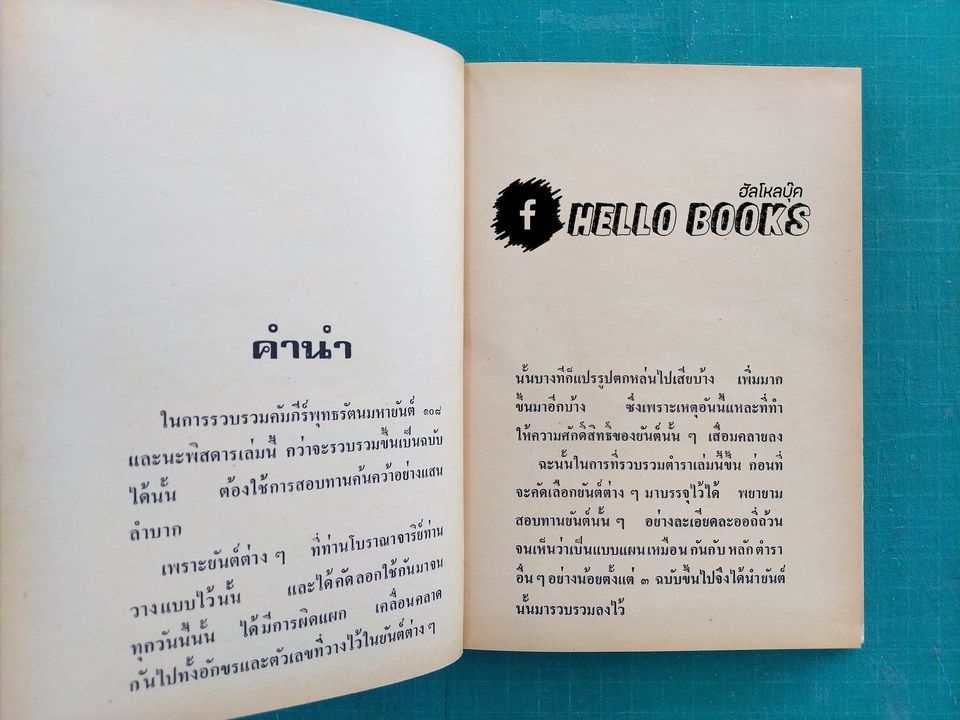 คำนำ
ในการรวบรวมคัมภีร์พุทธรัตนมหายันต์ ๑๐๘
และนะพิสดารเล่มนี้ กว่าจะรวบรวมขึ้นเป็นฉบับ
ได้นั้น ต้องใช้การสอบทานค้นคว้าอย่างแสน
ลำบาก
เพราะยันต์ต่าง ๆ ที่ท่านโบราณาจาริย์ท่าน
วางแบบไว้นั้น และได้คัดลอกใช้กันมาจน
ทุกวันนี้นั้น ได้มีการผิดแผก เคลื่อนคลาด
กันไปทั้งอักขรและตัวเลขที่วางไว้ในยันต์ต่าง ๆ
ฮัลโหลบุ๊ค
f HELLO BOOKS
นั้นบางทีก็แปรรูปตกหล่นไปเสียบ้าง เพิ่มมาก
ขึ้นมาอีกบ้าง ซึ่งเพราะเหตุอันนี้แหละที่ทำ
ให้ความศักดิ์สิทธิ์ของยันต์นั้น ๆ เสื่อมคลายลง
ฉะนั้นในการที่รวบรวมตำราเล่มนี้ขึ้น ก่อนที่
จะคัดเลือกยันต์ต่าง ๆ มาบรรจุไว้ได้ พยายาม
สอบทานยันต์นั้น ๆ อย่างละเอียดละออถี่ถ้วน
จนเห็นว่าเป็นแบบแผนเหมือนกันกับหลักตำรา
อื่น ๆ อย่างน้อยตั้งแต่ ๓ ฉบับขึ้นไปจึงได้นำยันต์
นั้นมารวบรวมลงไว้